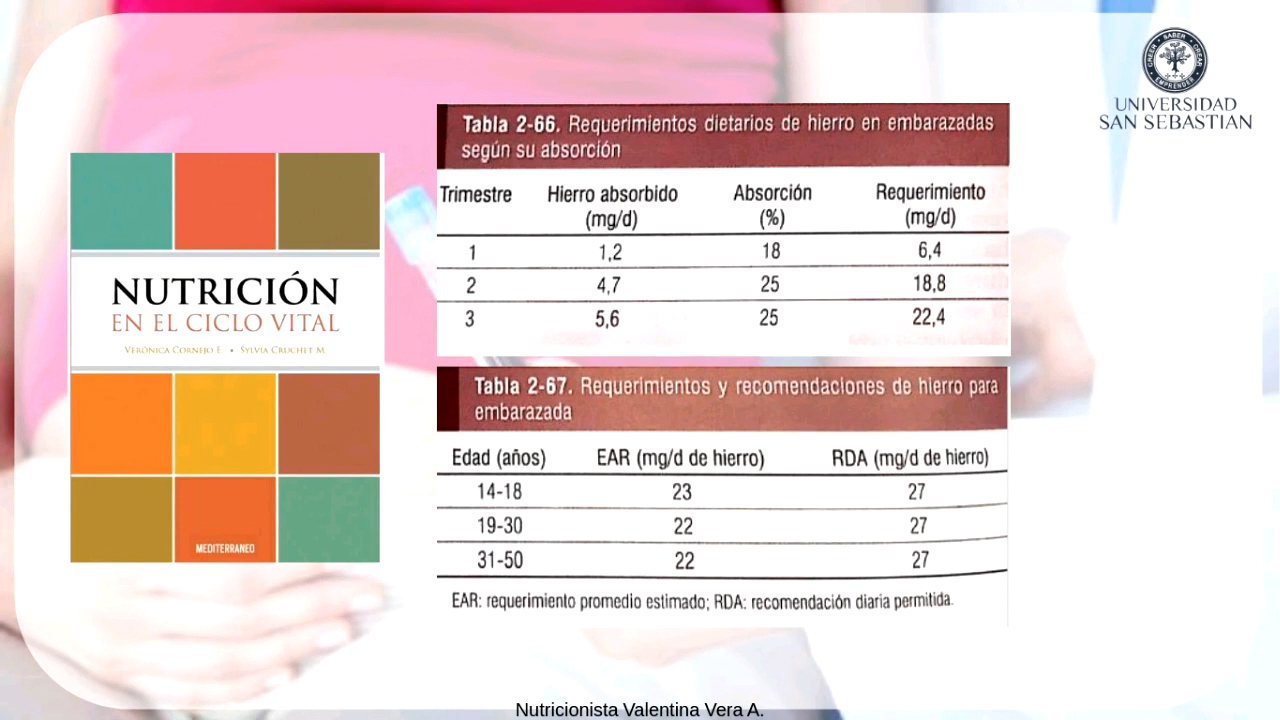 CREER • SABER • CREAR
EMPRENDER
UNIVERSIDAD
SAN SEBASTIAN
NUTRICIÓN
EN EL CICLO VITAL
VERÓNICA CORNEJO E. • SYLVIA CRUCHET M.
MEDITERRANEO
Tabla 2-66. Requerimientos dietarios de hierro en embarazadas
según su absorción
Trimestre Hierro absorbido (mg/d) Absorción (%) Requerimiento (mg/d)
1 1,2 18 6,4
2 4,7 25 18,8
3 5,6 25 22,4
Tabla 2-67. Requerimientos y recomendaciones de hierro para
embarazada
Edad (años) EAR (mg/d de hierro) RDA (mg/d de hierro)
14-18 23 27
19-30 22 27
31-50 22 27
EAR: requerimiento promedio estimado; RDA: recomendación diaria permitida.
Nutricionista Valentina Vera A.